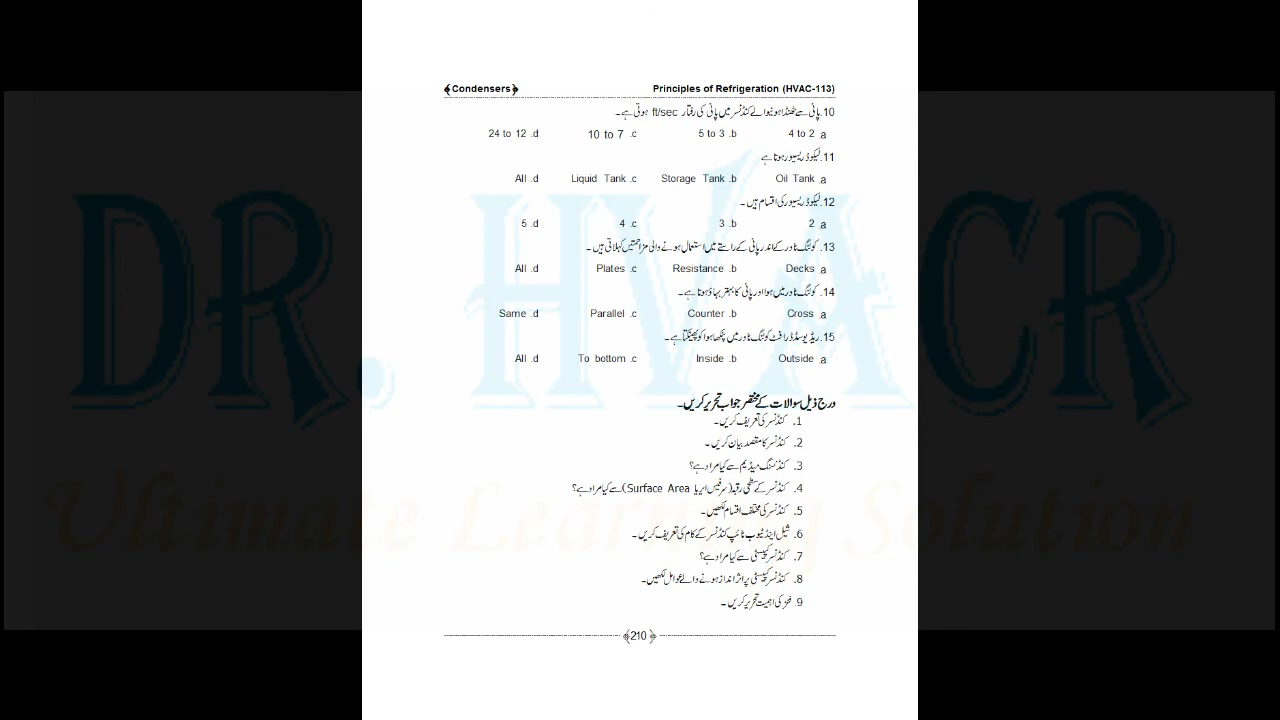 ﴾Condensers﴿ Principles of Refrigeration (HVAC-113)
10. پانی سے ٹھنڈا ہونیوالے کنڈنسر میں پانی کی رفتار ft/sec ہوتی ہے۔
a. 4 to 2 b. 5 to 3 c. 10 to 7 d. 24 to 12
11. لیکوڈ ریسیور ہوتا ہے
a. Oil Tank b. Storage Tank c. Liquid Tank d. All
12. لیکوڈ ریسیور کی اقسام ہیں۔
a. 2 b. 3 c. 4 d. 5
13. کولنگ ٹاور کے اندر پانی کے راستے میں استعمال ہونے والی مزاحمتیں کہلاتی ہیں۔
a. Decks b. Resistance c. Plates d. All
14. کولنگ ٹاور میں ہوا اور پانی کا بہتر بہاؤ ہوتا ہے۔
a. Cross b. Counter c. Parallel d. Same
15. ریڈیوسڈ ڈرافٹ کولنگ ٹاور میں پنکھا ہوا کو پھینکتا ہے۔
a. Outside b. Inside c. To bottom d. All
درج ذیل سوالات کے مختصر جواب تحریر کریں۔
1. کنڈنسر کی تعریف کریں۔
2. کنڈنسر کا مقصد بیان کریں۔
3. کنڈنسنگ میڈیم سے کیا مراد ہے؟
4. کنڈنسر کے سطحی رقبہ (سرفیس ایریا Surface Area) سے کیا مراد ہے؟
5. کنڈنسر کی مختلف اقسام لکھیں۔
6. شیل اینڈ ٹیوب ٹائپ کنڈنسر کے کام کی تعریف کریں۔
7. کنڈنسر کپیسٹی سے کیا مراد ہے؟
8. کنڈنسر کپیسٹی پر اثر انداز ہونے والے عوامل لکھیں۔
9. فنز کی اہمیت تحریر کریں۔
﴾210﴿
DR. HVACR
Ultimate Learning Solution